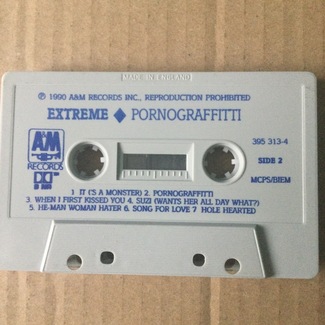 MADE IN ENGLAND
℗ 1990 A&M RECORDS INC., REPRODUCTION PROHIBITED
EXTREME ◆ PORNOGRAFFITTI
395 313-4
A&M
RECORDS
SIDE 2
MCPS/BIEM
1 IT ('S A MONSTER) 2. PORNOGRAFFITI
3. WHEN I FIRST KISSED YOU 4. SUZI (WANTS HER ALL DAY WHAT?)
5. HE-MAN WOMAN HATER 6. SONG FOR LOVE 7 HOLE HEARTED